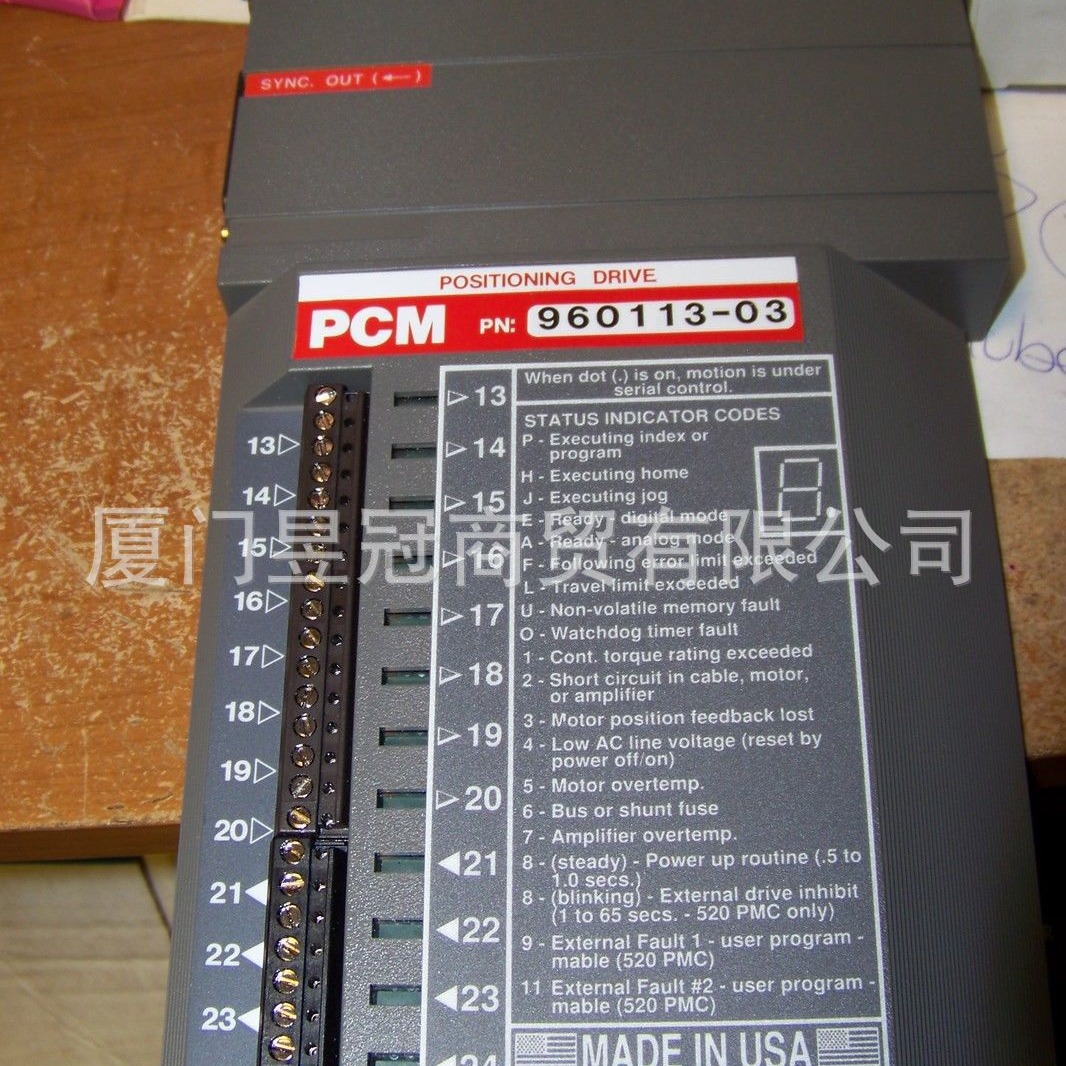 SYNC. OUT (←)
POSITIONING DRIVE
PCM PN: 960113-03
When dot (.) is on, motion is under
serial control.
STATUS INDICATOR CODES
P - Executing index or
program
H - Executing home
J - Executing jog
E - Ready - digital mode
A - Ready - analog mode
F - Following error limit exceeded
L - Travel limit exceeded
U - Non-volatile memory fault
O - Watchdog timer fault
1 - Cont. torque rating exceeded
2 - Short circuit in cable, motor,
or amplifier
3 - Motor position feedback lost
4 - Low AC line voltage (reset by
power off/on)
5 - Motor overtemp.
6 - Bus or shunt fuse
7 - Amplifier overtemp.
8 - (steady) - Power up routine (.5 to
1.0 secs.)
8 - (blinking) - External drive inhibit
(1 to 65 secs. - 520 PMC only)
9 - External Fault 1 - user program -
mable (520 PMC)
11 External Fault #2 - user program -
mable (520 PMC)
MADE IN USA
▷13
▷14
▷15
▷16
▷17
▷18
▷19
▷20
◀21
◀22
◀23
◀24
13▷
14▷
15▷
16▷
17▷
18▷
19▷
20▷
21◀
22◀
23◀
厦门昱冠商贸有限公司